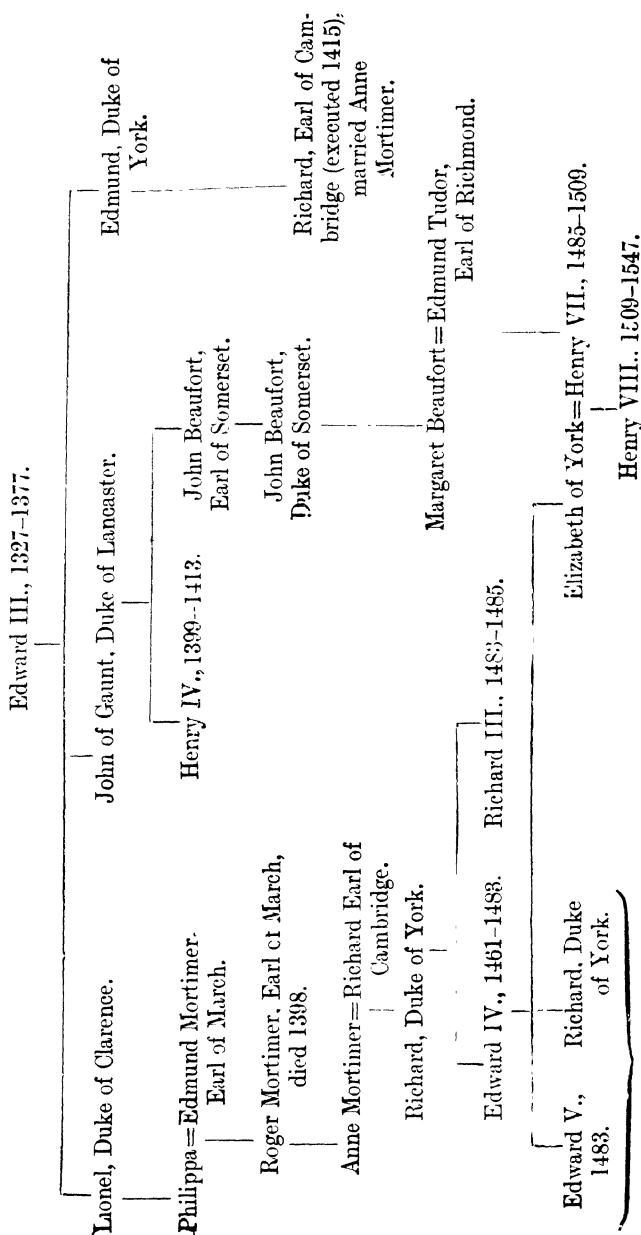 Edward III., 1327-1377.
Lionel, Duke of Clarence.
John of Gaunt, Duke of Lancaster.
Edmund, Duke of
York.
Philippa=Edmund Mortimer.
Earl of March.
Henry IV., 1399--1413.
John Beaufort,
Earl of Somerset.
Roger Mortimer, Earl of March,
died 1398.
John Beaufort,
Duke of Somerset.
Richard, Earl of Cam-
bridge (executed 1415),
married Anne
Mortimer.
Anne Mortimer=Richard Earl of
Cambridge.
Richard, Duke of York.
Margaret Beaufort=Edmund Tudor,
Earl of Richmond.
Edward IV., 1461-1483.
Richard III., 1483-1485.
Edward V.,
1483.
Richard, Duke
of York.
Elizabeth of York=Henry VII., 1485-1509.
Henry VIII., 1509-1547.